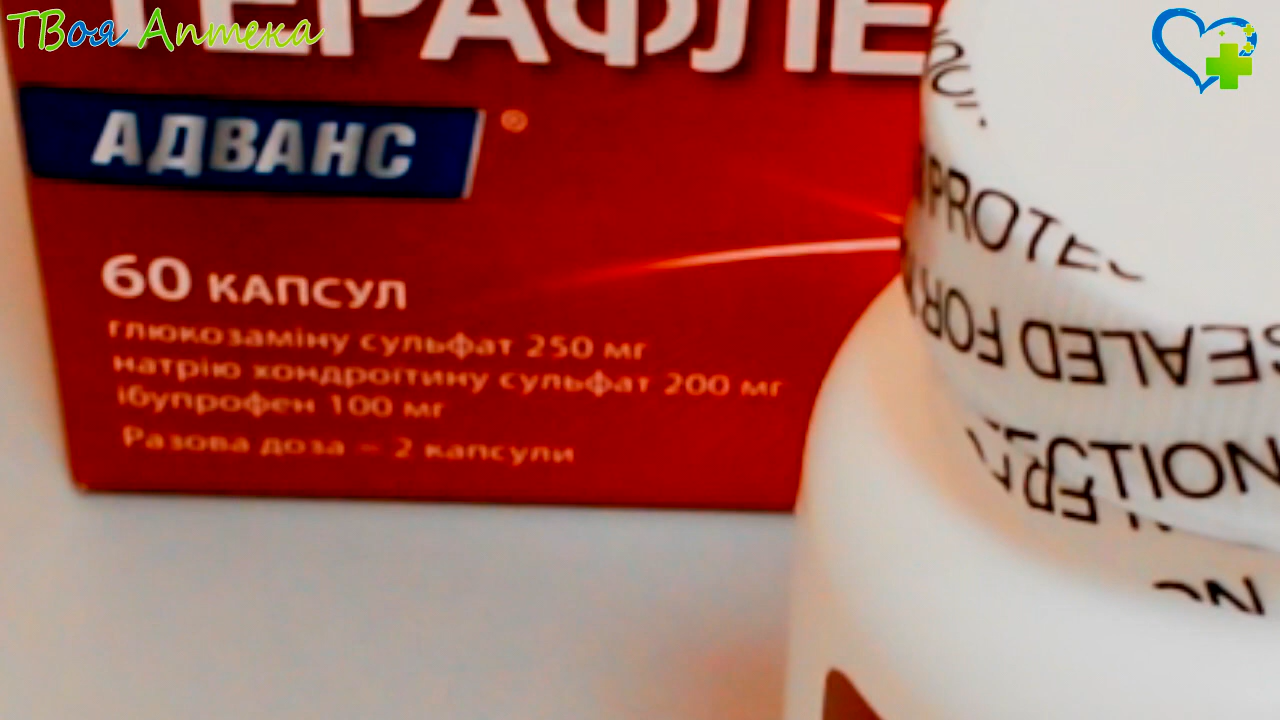 ТВоя Аптека
ТЕРАФЛЕ
АДВАНС ®
60 КАПСУЛ
глюкозаміну сульфат 250 мг
натрію хондроїтину сульфат 200 мг
ібупрофен 100 мг
Разова доза – 2 капсули
PROTEC
SEALED FOR
CTION